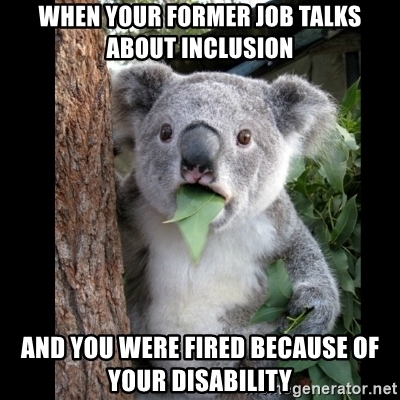 WHEN YOUR FORMER JOB TALKS
ABOUT INCLUSION
AND YOU WERE FIRED BECAUSE OF
YOUR DISABILITY
generator.net